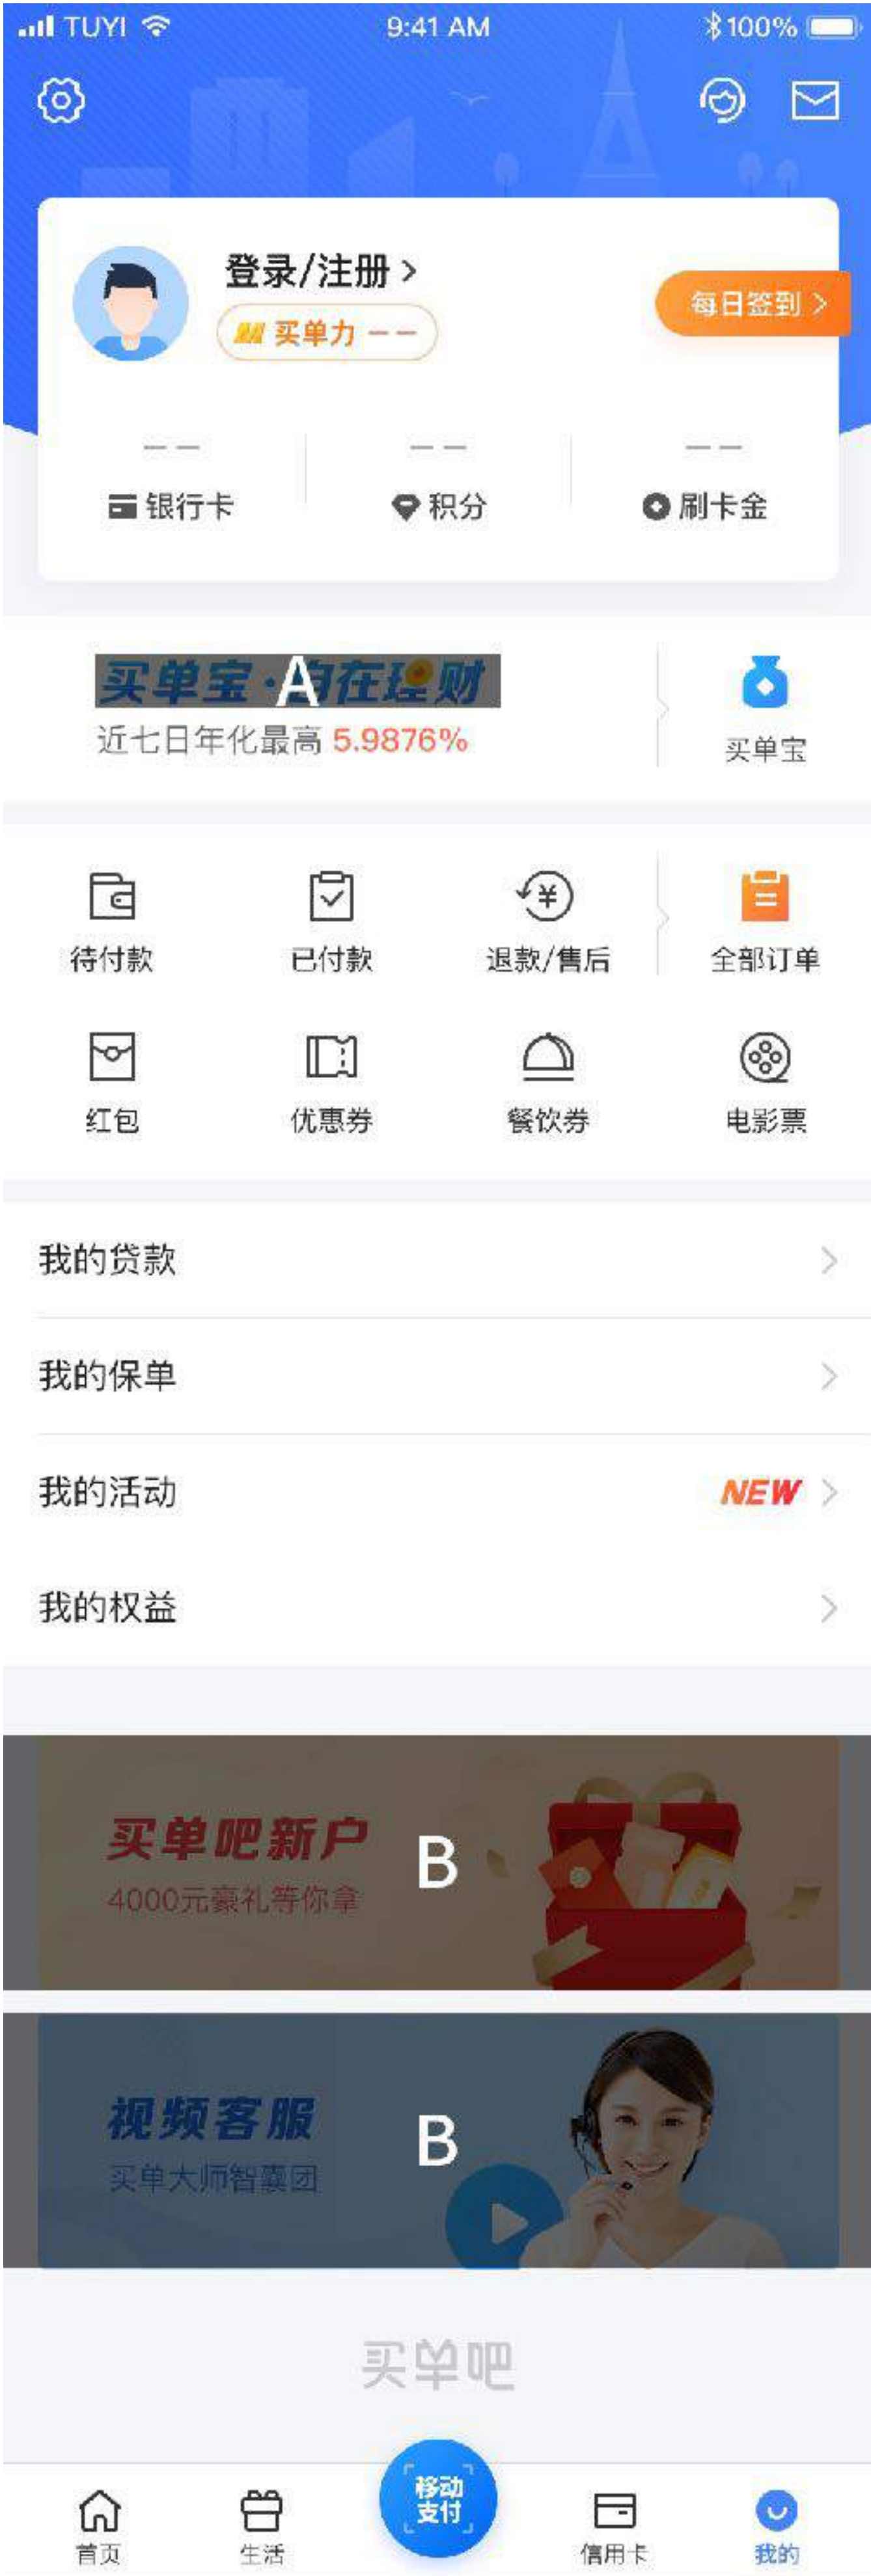 TUYI 9:41 AM 100%
登录/注册 >
买单力 – –
每日签到 >
– – – – – –
银行卡 积分 刷卡金
买单宝·自在理财
A
近七日年化最高 5.9876%
买单宝
待付款 已付款 退款/售后 全部订单
红包 优惠券 餐饮券 电影票
我的贷款
我的保单
我的活动 NEW
我的权益
买单吧新户
4000元豪礼等你拿
B
视频客服
买单大师智囊团
B
买单吧
移动
支付
首页 生活 信用卡 我的